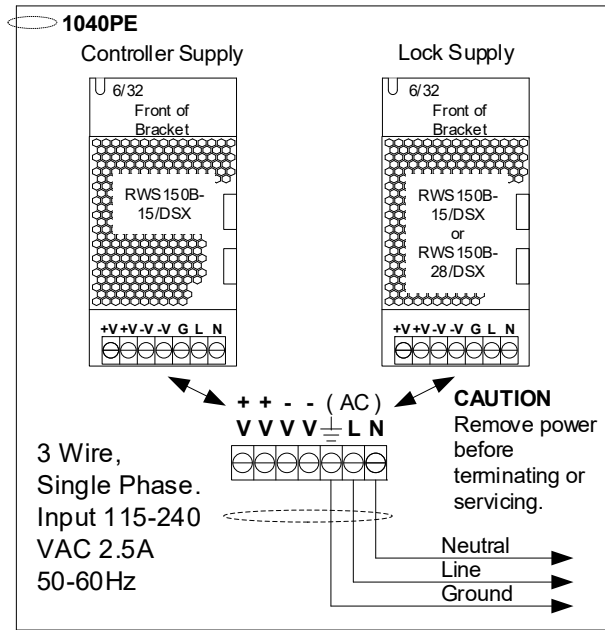 1040PE
Controller Supply
Lock Supply
6/32
Front of
Bracket
RWS150B-
15/DSX
+V +V -V -V G L N
6/32
Front of
Bracket
RWS150B-
15/DSX
or
RWS150B-
28/DSX
+V +V -V -V G L N
+ + - - ( AC )
V V V V L N
CAUTION
Remove power
before
terminating or
servicing.
3 Wire,
Single Phase.
Input 115-240
VAC 2.5A
50-60Hz
Neutral
Line
Ground